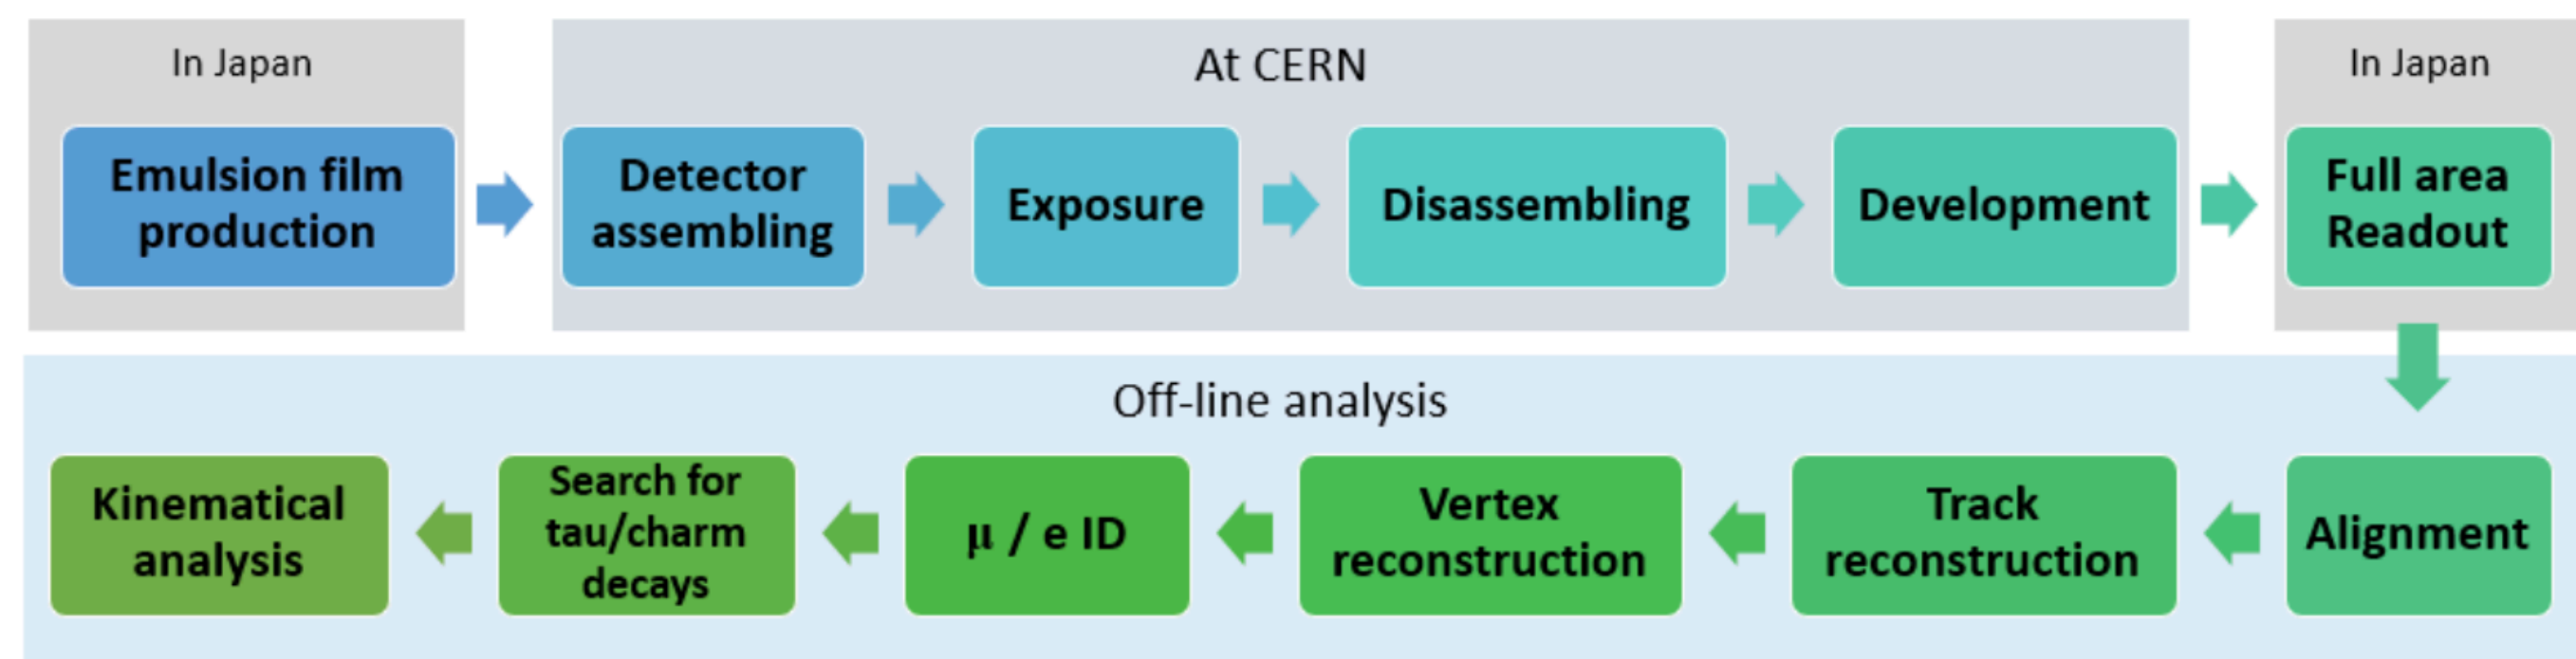 In Japan
Emulsion film
production
At CERN
Detector
assembling
Exposure
Disassembling
Development
In Japan
Full area
Readout
Off-line analysis
Kinematical
analysis
Search for
tau/charm
decays
μ / e ID
Vertex
reconstruction
Track
reconstruction
Alignment